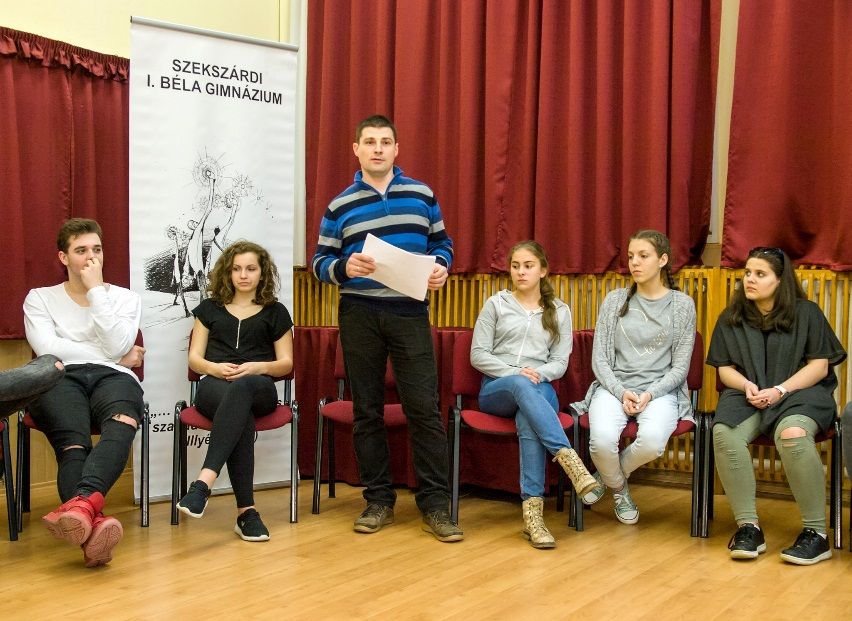 SZEKSZÁRDI
I. BÉLA GIMNÁZIUM
„...